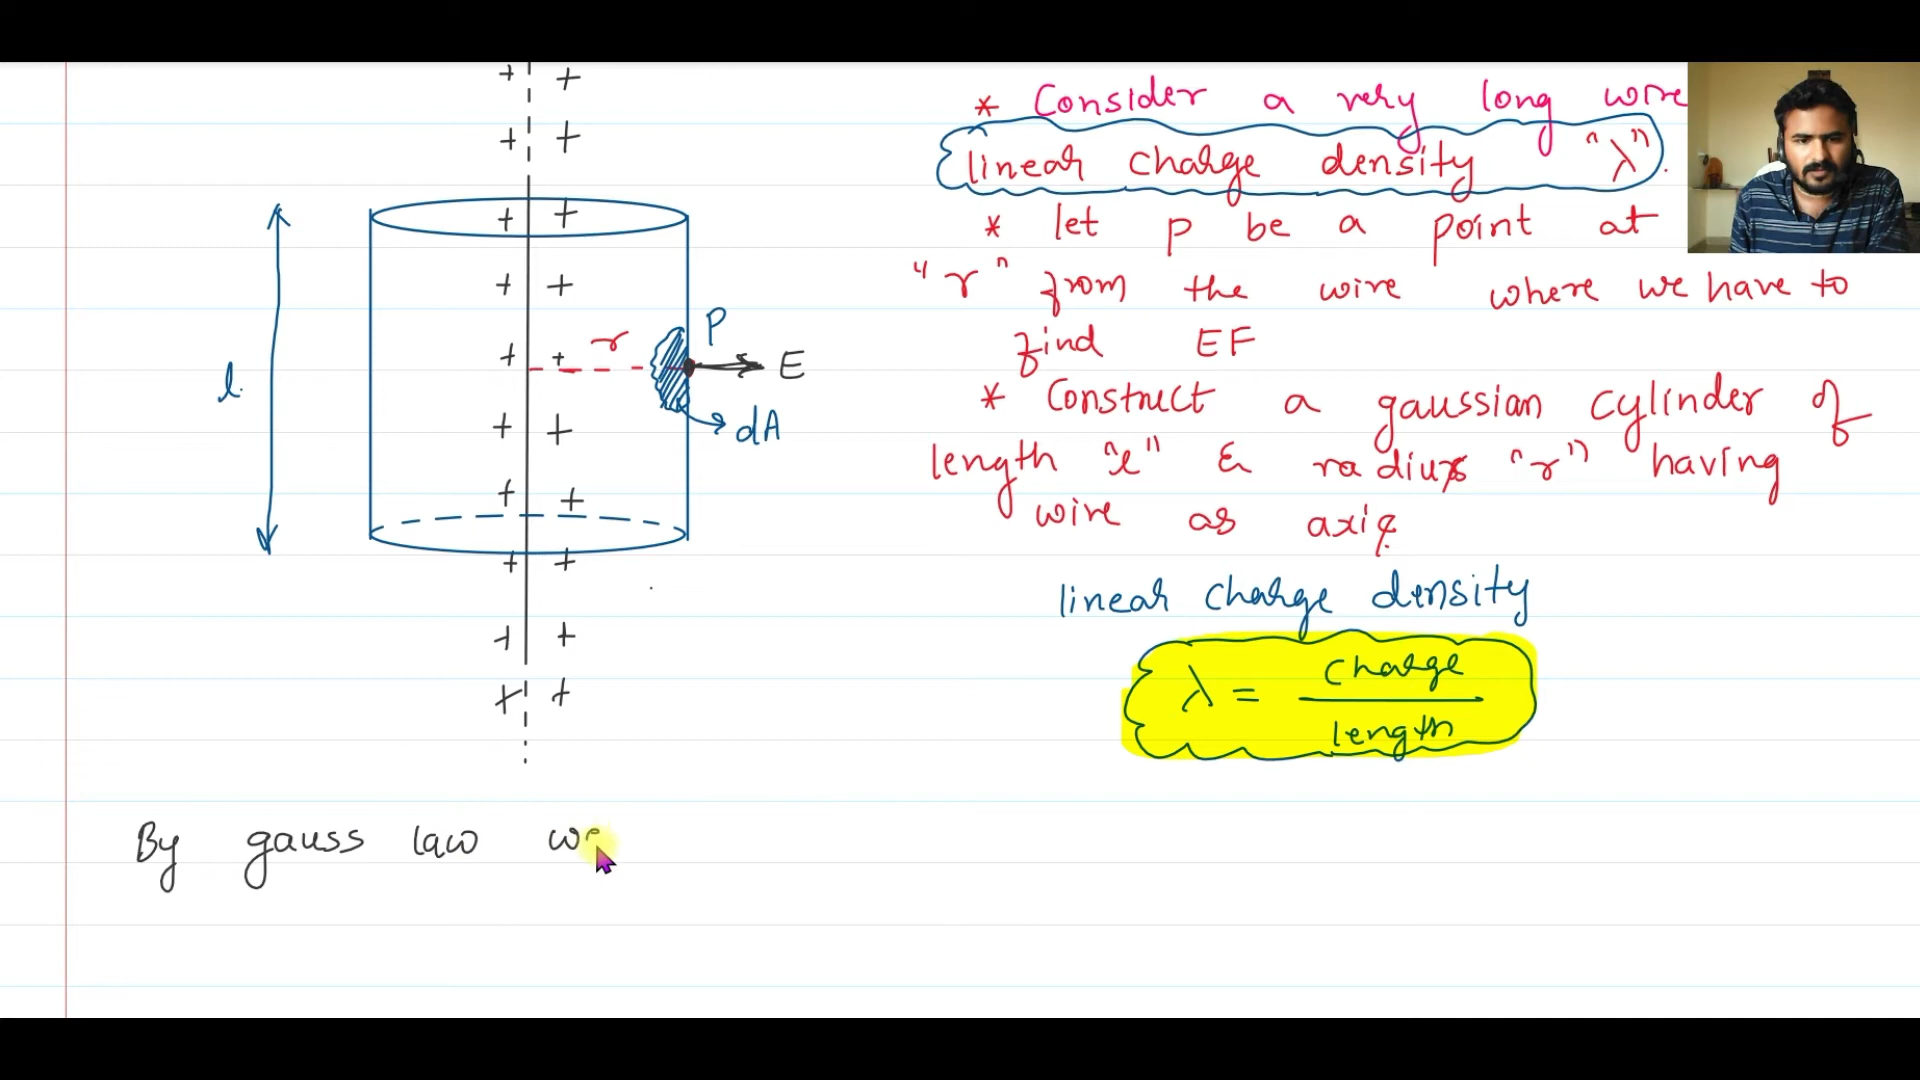 * Consider a very long wire
linear charge density "λ".
* let p be a point at
"r" from the wire where we have to
find EF
* Construct a gaussian cylinder of
length "l" & radius "r" having
wire as axis
linear charge density
λ = charge
length
r
P
E
l
dA
By gauss law we